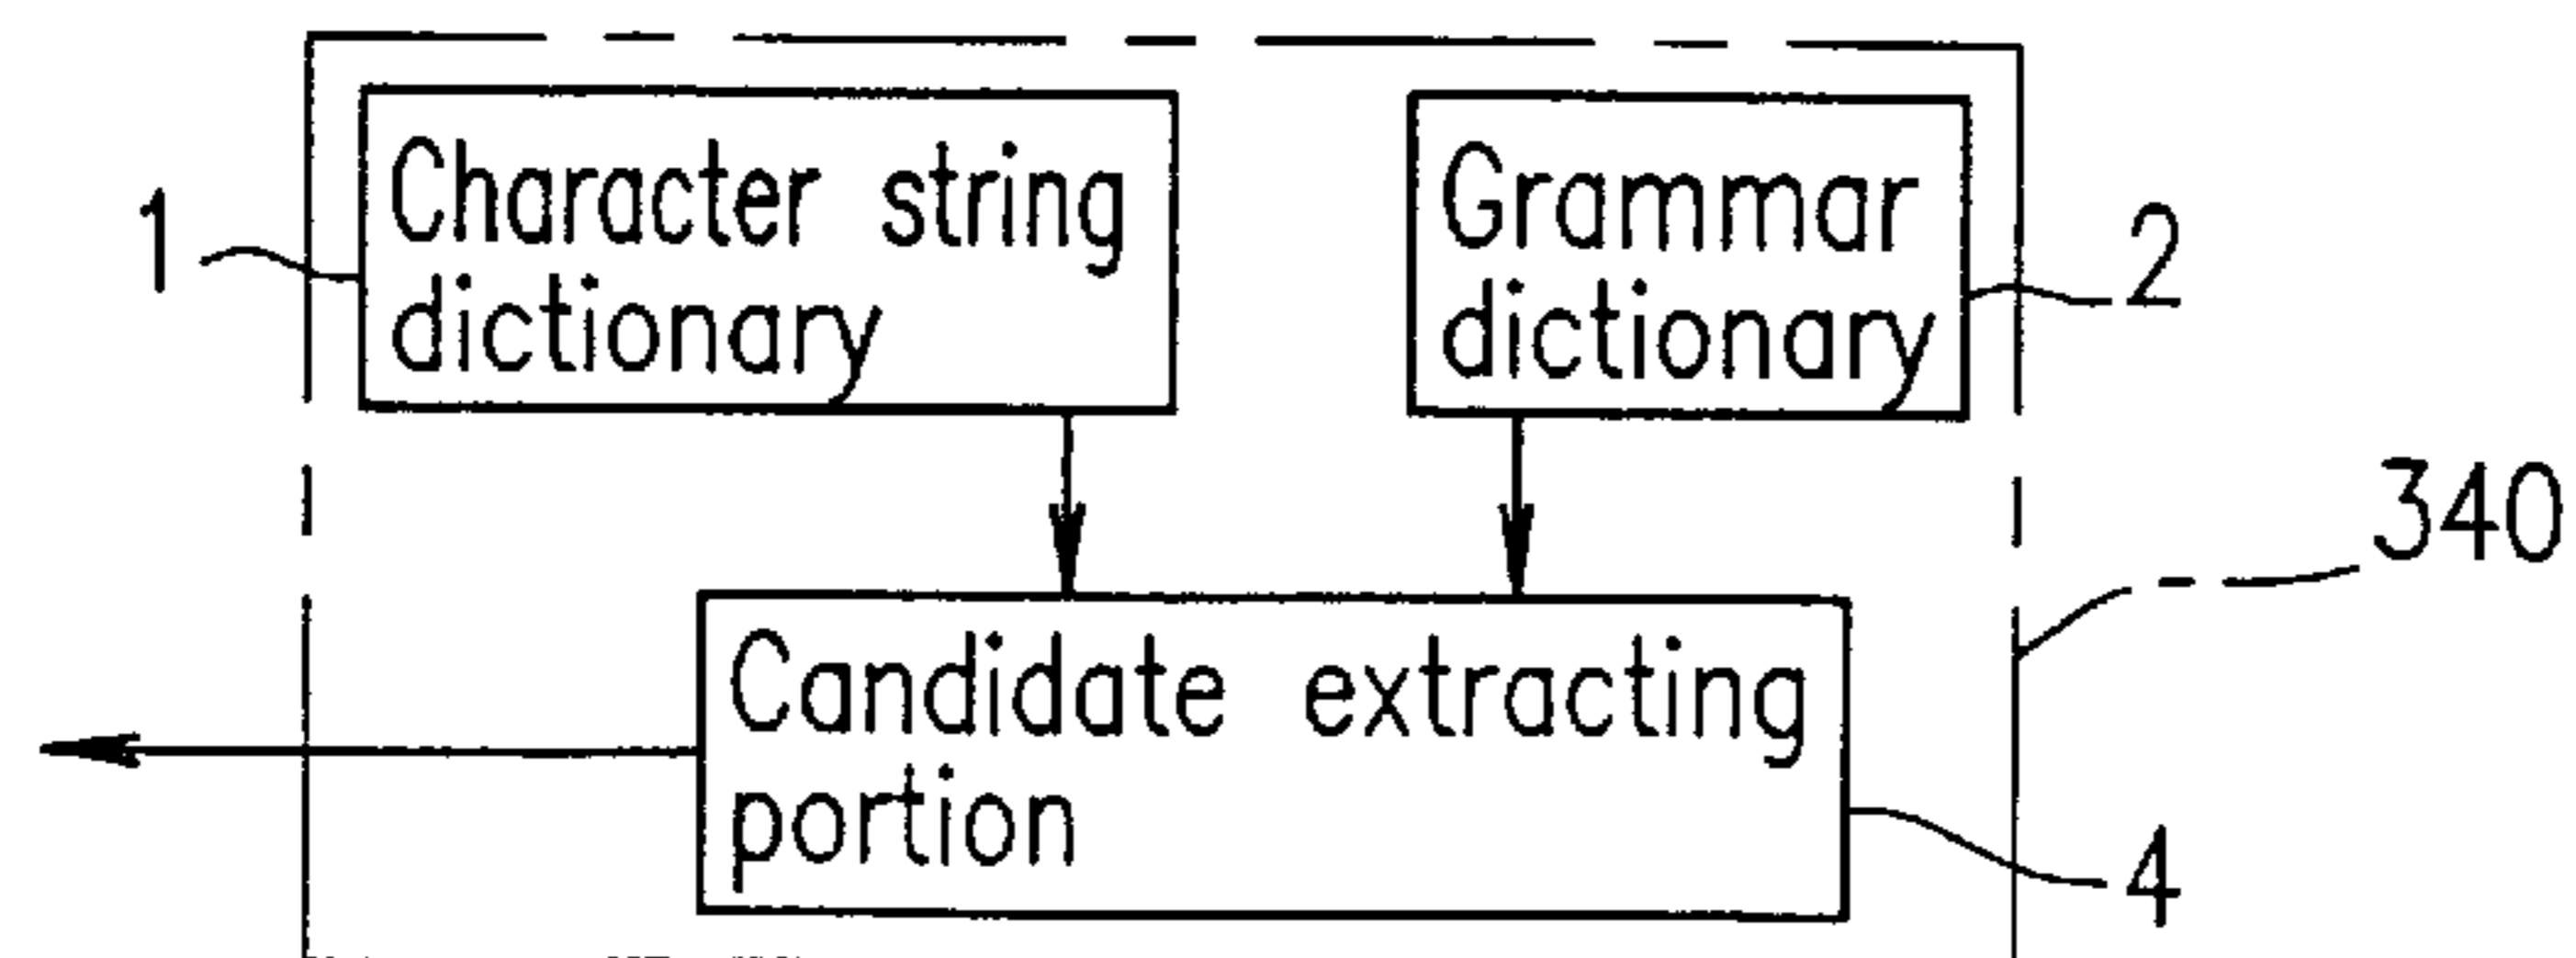 1
Character string
dictionary
Grammar
dictionary
2
340
Candidate extracting
portion
4